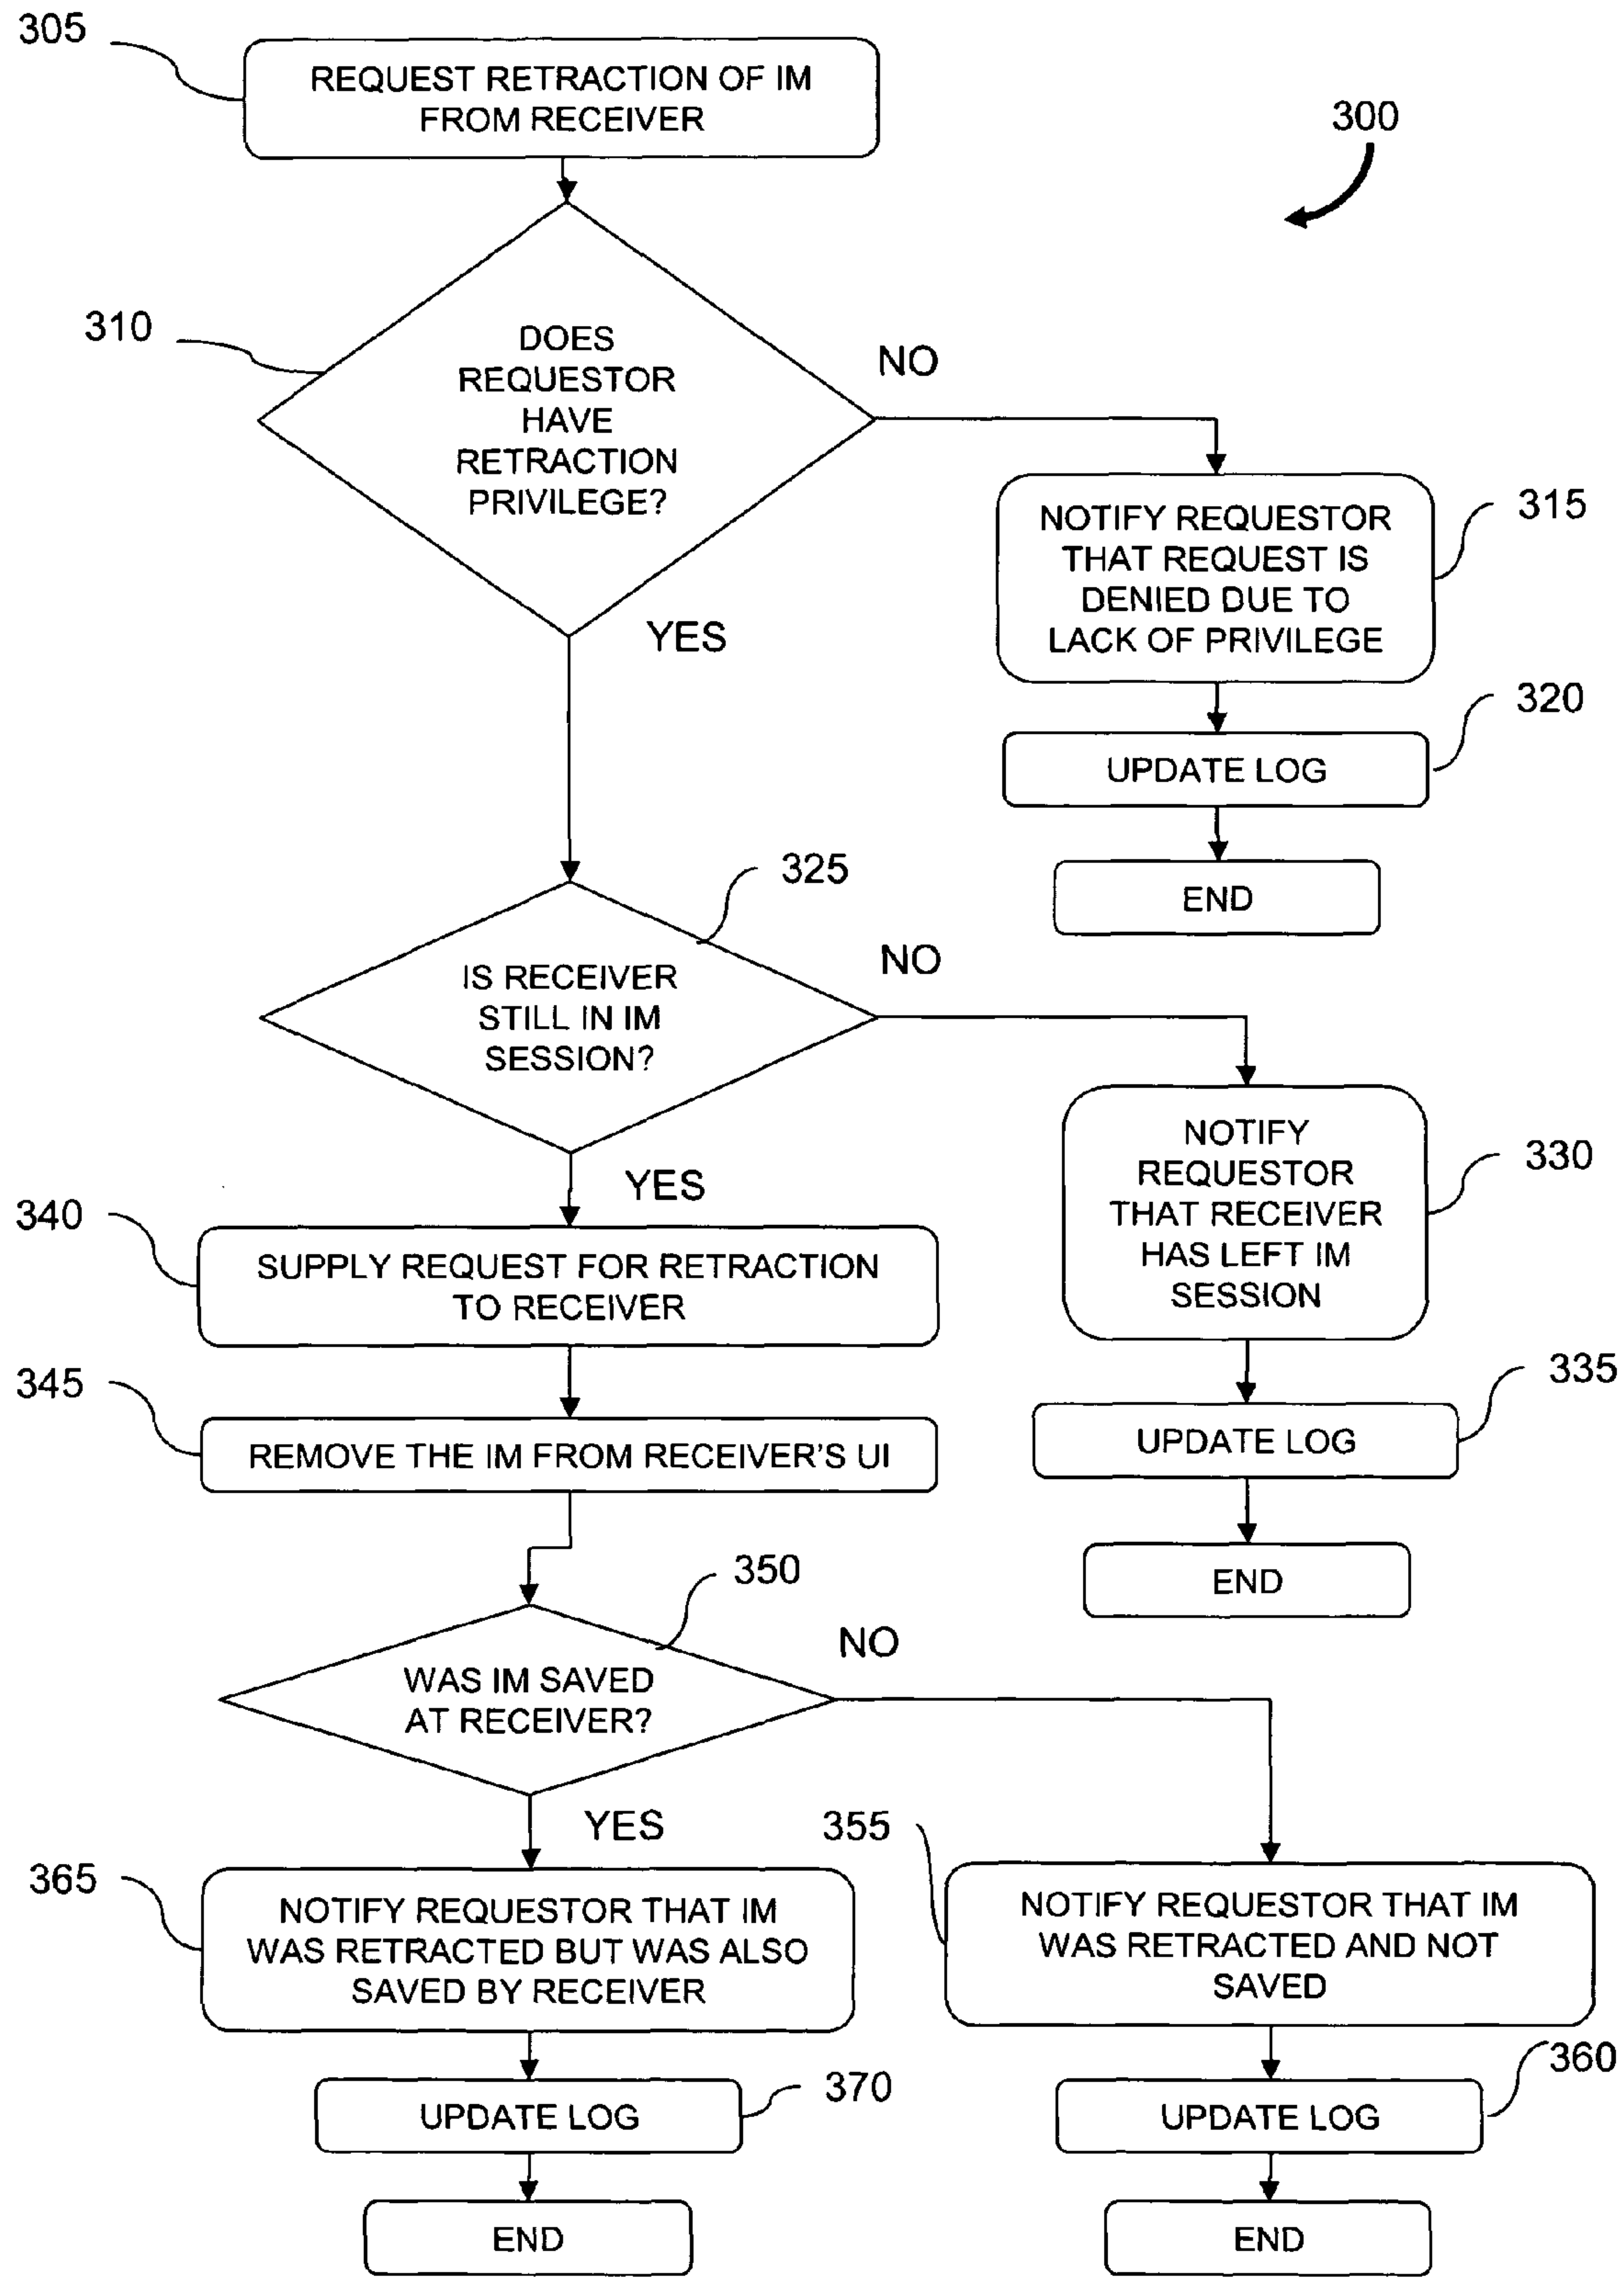 305
REQUEST RETRACTION OF IM
FROM RECEIVER
300
310
DOES
REQUESTOR
HAVE
RETRACTION
PRIVILEGE?
NO
YES
315
NOTIFY REQUESTOR
THAT REQUEST IS
DENIED DUE TO
LACK OF PRIVILEGE
320
UPDATE LOG
END
325
IS RECEIVER
STILL IN IM
SESSION?
NO
YES
330
NOTIFY
REQUESTOR
THAT RECEIVER
HAS LEFT IM
SESSION
335
UPDATE LOG
END
340
SUPPLY REQUEST FOR RETRACTION
TO RECEIVER
345
REMOVE THE IM FROM RECEIVER'S UI
350
WAS IM SAVED
AT RECEIVER?
NO
YES
355
NOTIFY REQUESTOR THAT IM
WAS RETRACTED AND NOT
SAVED
360
UPDATE LOG
END
365
NOTIFY REQUESTOR THAT IM
WAS RETRACTED BUT WAS ALSO
SAVED BY RECEIVER
370
UPDATE LOG
END